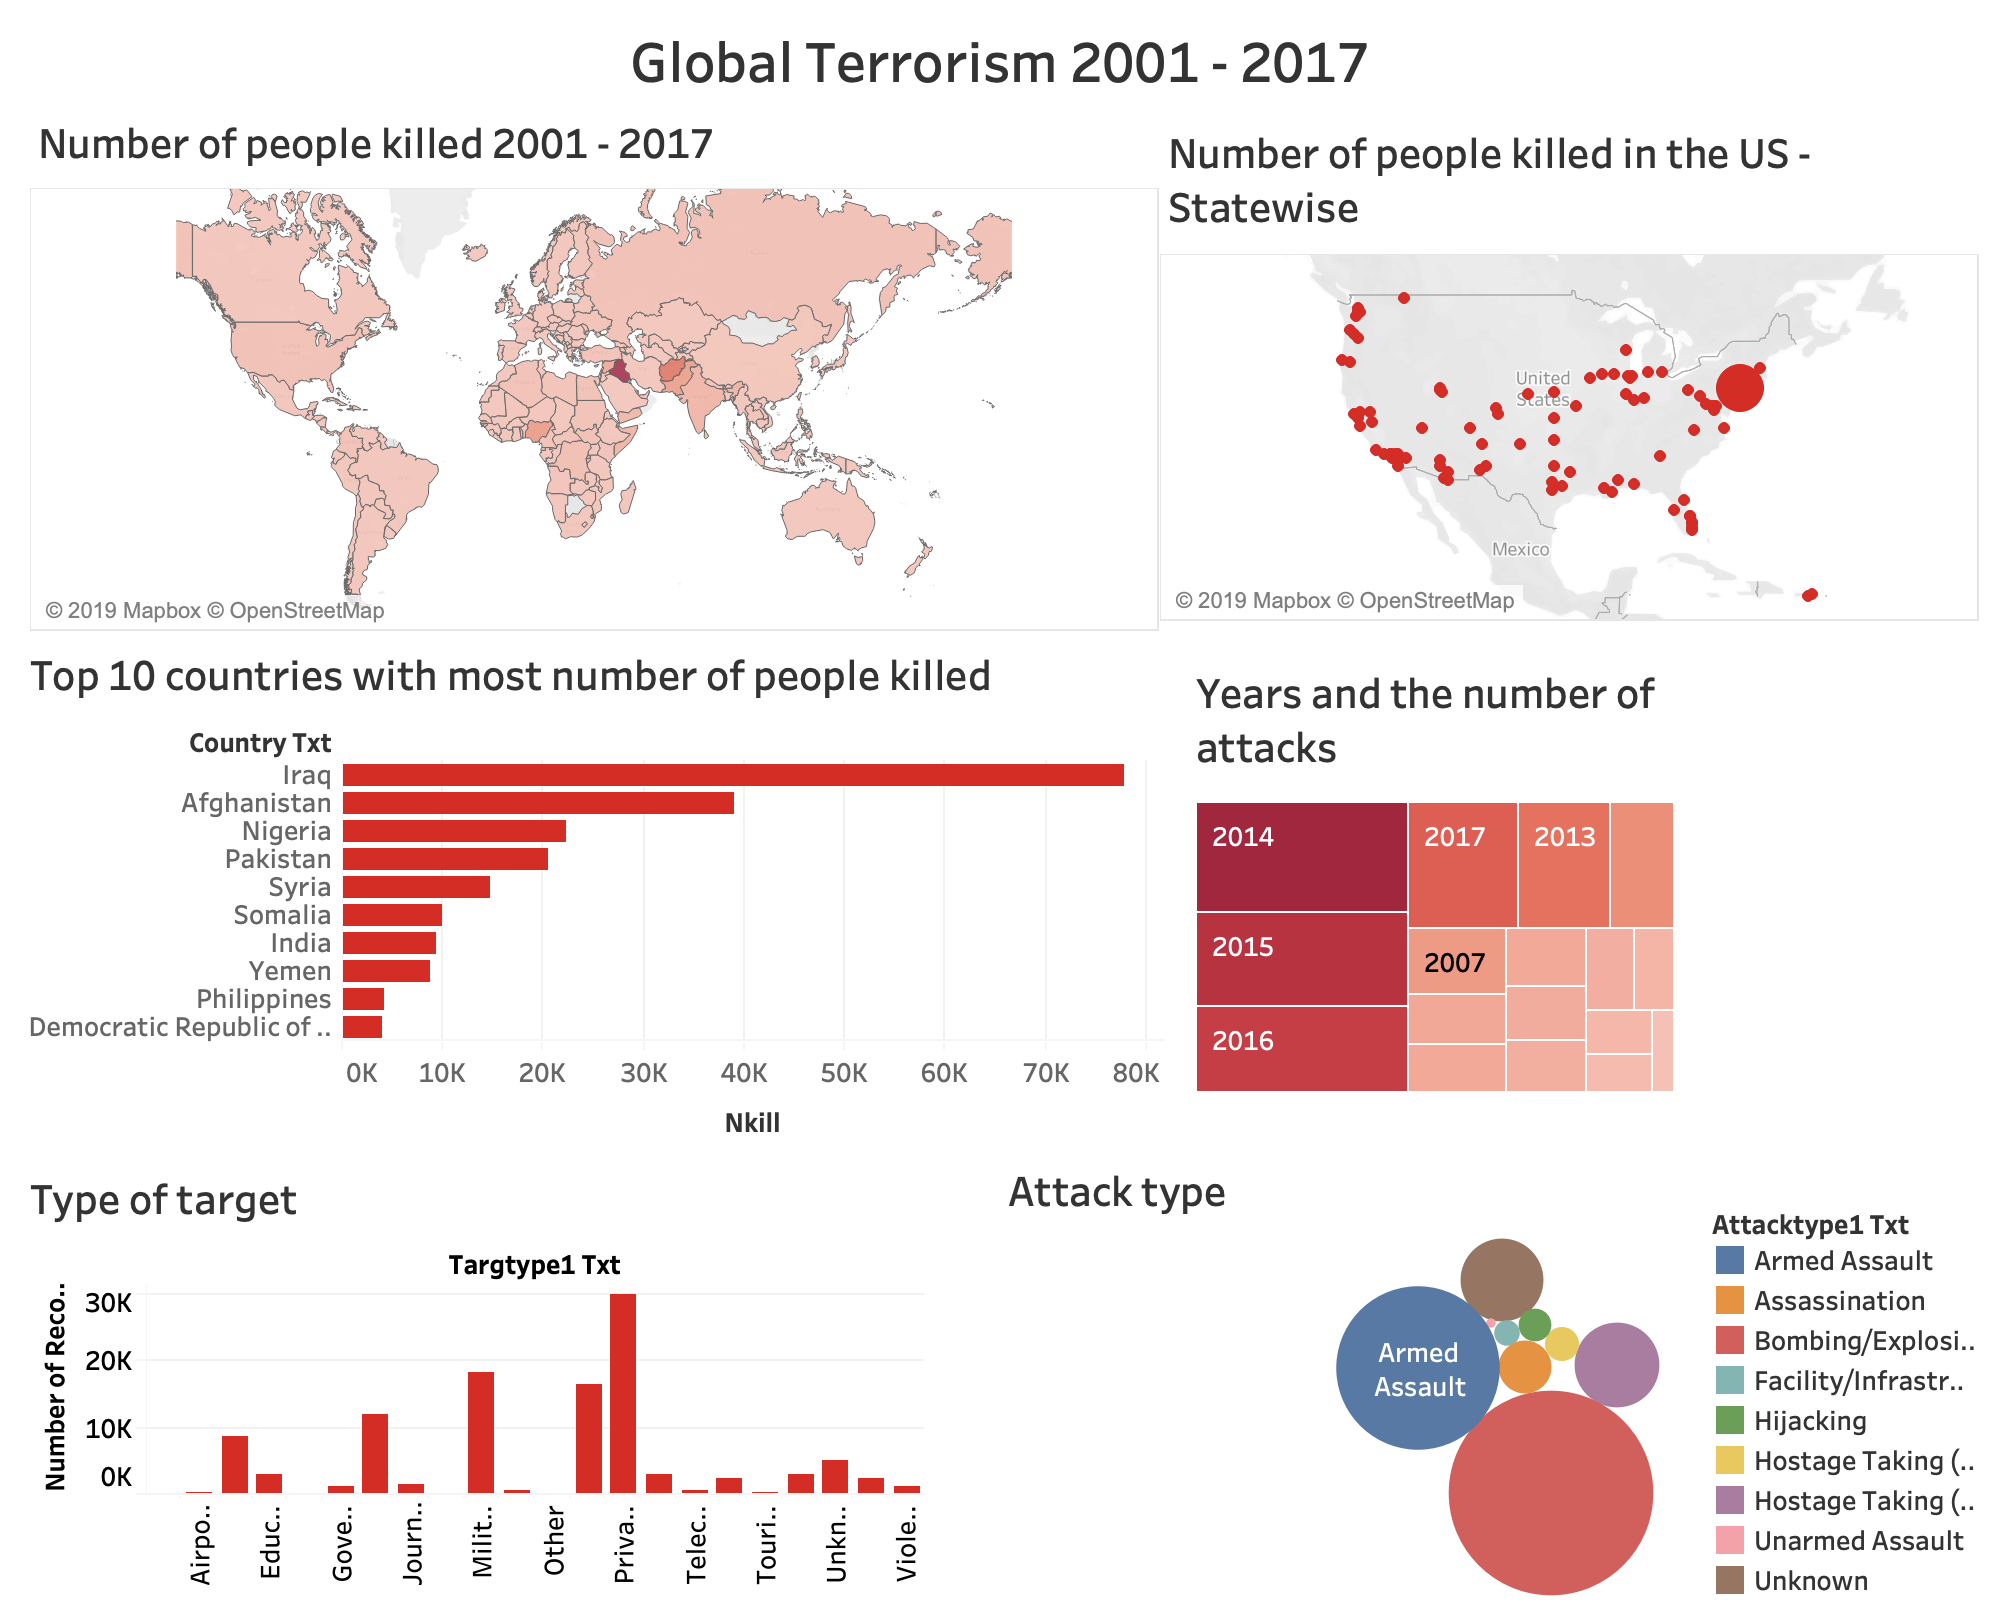 Global Terrorism 2001 - 2017
Number of people killed 2001 - 2017
© 2019 Mapbox © OpenStreetMap
Number of people killed in the US -
Statewise
United
States
Mexico
© 2019 Mapbox © OpenStreetMap
Top 10 countries with most number of people killed
Country Txt
Iraq
Afghanistan
Nigeria
Pakistan
Syria
Somalia
India
Yemen
Philippines
Democratic Republic of ..
0K 10K 20K 30K 40K 50K 60K 70K 80K
Nkill
Years and the number of
attacks
2014
2017
2013
2015
2007
2016
Type of target
Targtype1 Txt
Number of Reco..
30K
20K
10K
0K
Airpo..
Educ..
Gove..
Journ..
Milit..
Other
Priva..
Telec..
Touri..
Unkn..
Viole..
Attack type
Armed
Assault
Attacktype1 Txt
Armed Assault
Assassination
Bombing/Explosi..
Facility/Infrastr..
Hijacking
Hostage Taking (..
Hostage Taking (..
Unarmed Assault
Unknown